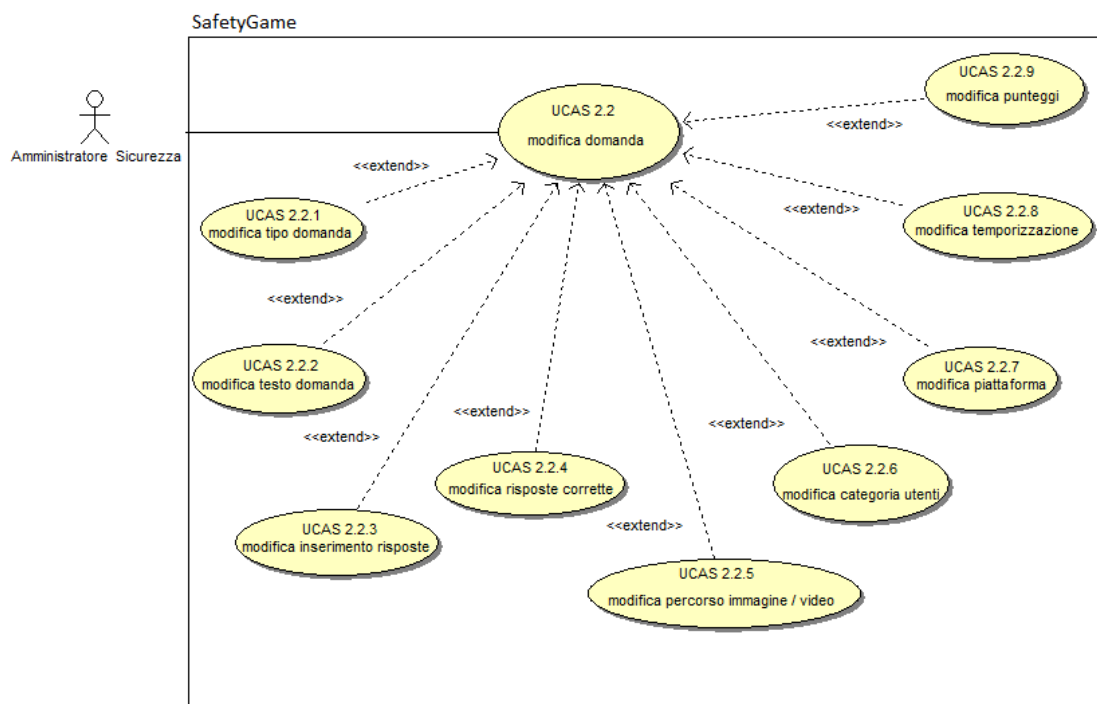 SafetyGame
Amministratore Sicurezza
UCAS 2.2
modifica domanda
UCAS 2.2.9
modifica punteggi
<<extend>>
<<extend>>
UCAS 2.2.1
modifica tipo domanda
<<extend>>
UCAS 2.2.8
modifica temporizzazione
<<extend>>
UCAS 2.2.2
modifica testo domanda
<<extend>>
UCAS 2.2.7
modifica piattaforma
<<extend>>
UCAS 2.2.3
modifica inserimento risposte
<<extend>>
UCAS 2.2.4
modifica risposte corrette
<<extend>>
UCAS 2.2.6
modifica categoria utenti
<<extend>>
UCAS 2.2.5
modifica percorso immagine / video